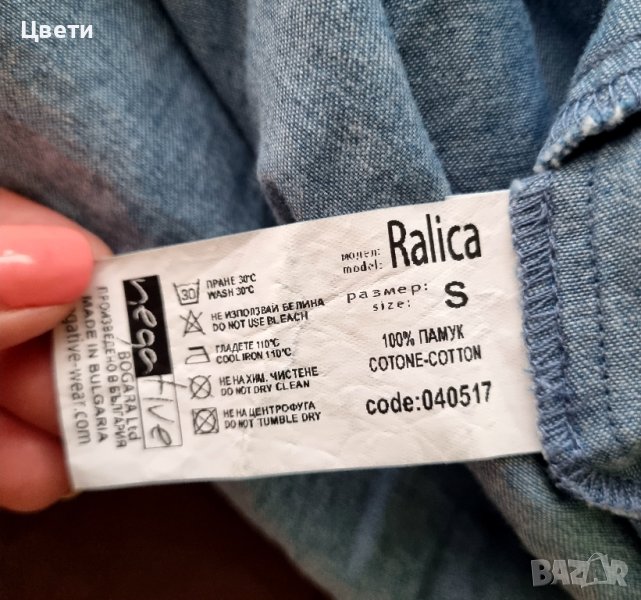 Цвети
модел:
model: Ralica
размер:
size: S
100% ПАМУК
COTONE-COTTON
code:040517
30
ПРАНЕ 30°C
WASH 30°C
НЕ ИЗПОЛЗВАЙ БЕЛИНА
DO NOT USE BLEACH
ГЛАДЕТЕ 110°C
COOL IRON 110°C
НЕ НА ХИМ. ЧИСТЕНЕ
DO NOT DRY CLEAN
НЕ НА ЦЕНТРОФУГА
DO NOT TUMBLE DRY
negative
BOGARA Ltd
ПРОИЗВЕДЕНО В БЪЛГАРИЯ
MADE IN BULGARIA
gative-wear.com
BAZAR